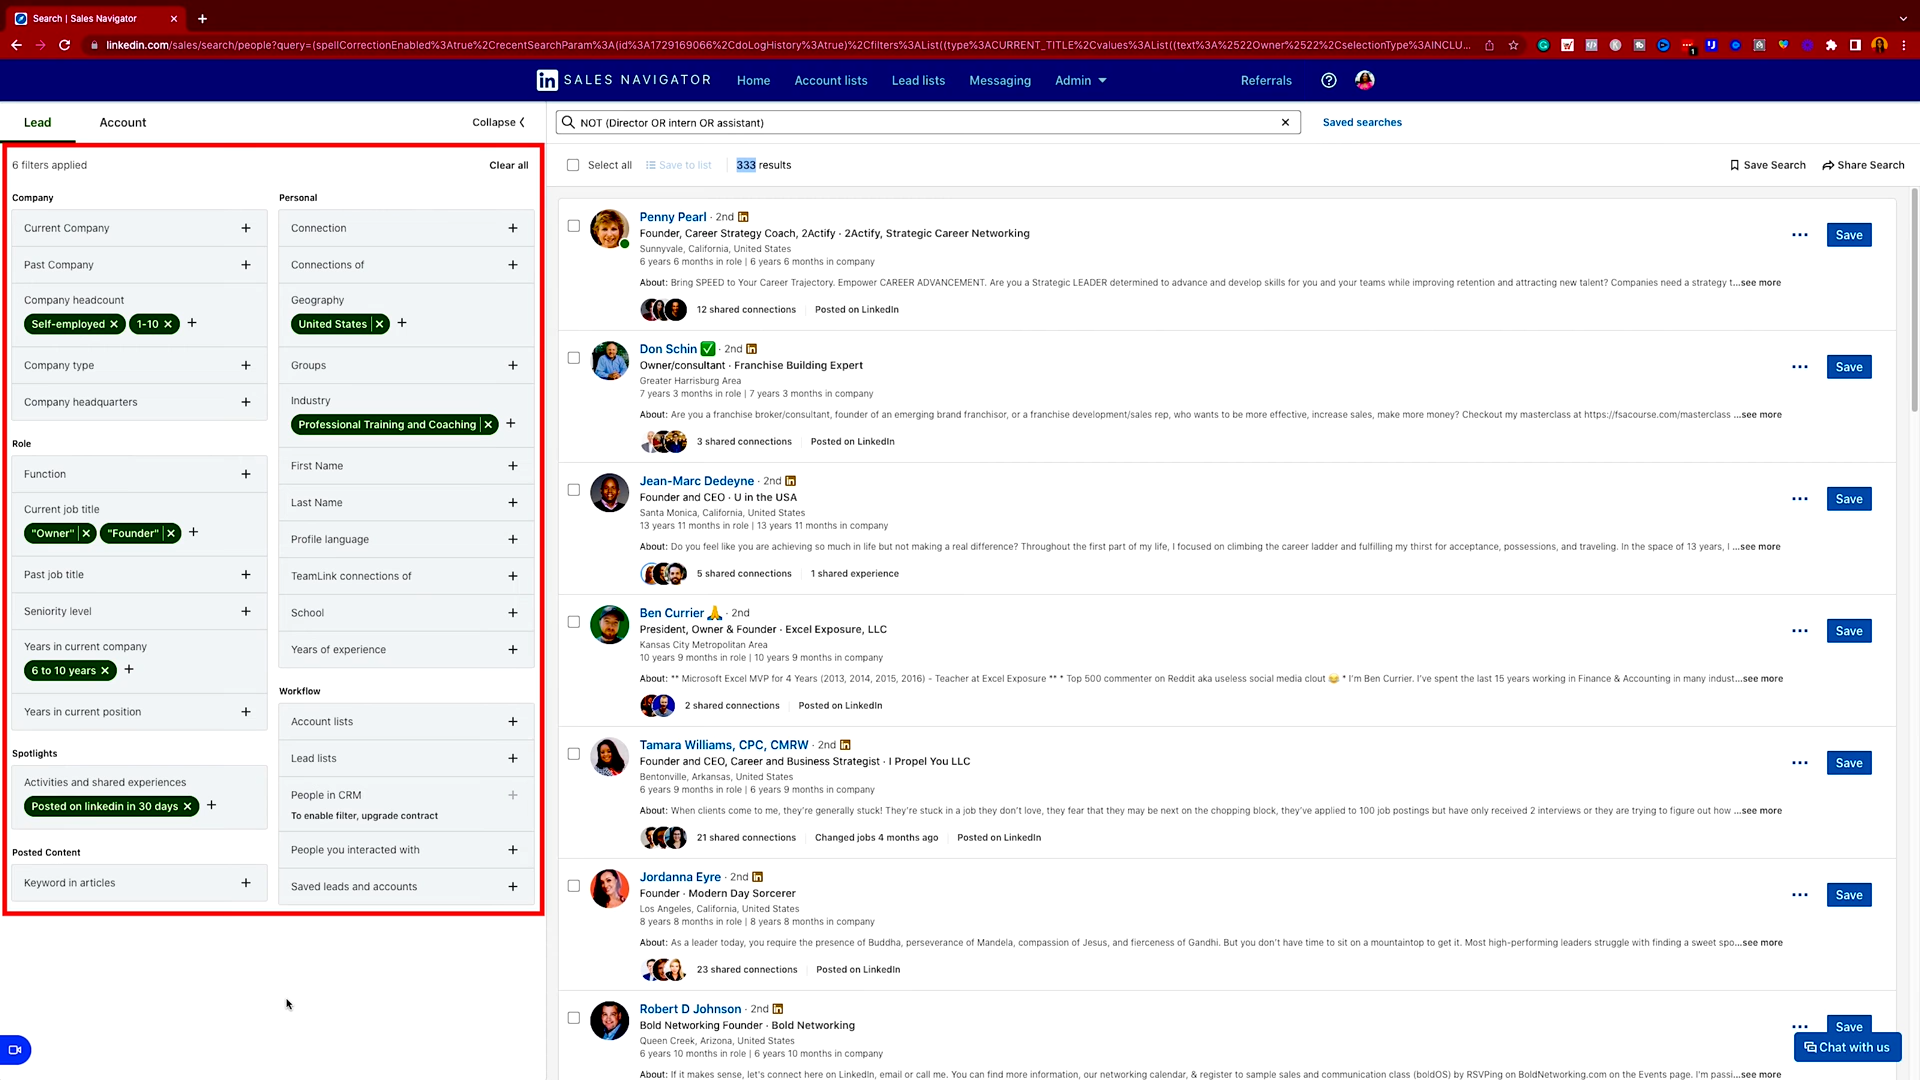 Search | Sales Navigator
linkedin.com/sales/search/people?query=(spellCorrectionEnabled%3Atrue%2CrecentSearchParam%3A(id%3A1729169066%2CdoLogHistory%3Atrue)%2Cfilters%3AList((type%3ACURRENT_TITLE%2Cvalues%3AList((text%3A%2522Owner%2522%2CselectionType%3AINCLU...
in SALES NAVIGATOR Home Account lists Lead lists Messaging Admin Referrals
Lead Account Collapse
NOT (Director OR intern OR assistant) Saved searches
6 filters applied Clear all
Select all Save to list 333 results Save Search Share Search
Company
Current Company
Past Company
Company headcount
Self-employed 1-10
Company type
Company headquarters
Role
Function
Current job title
"Owner" "Founder"
Past job title
Seniority level
Years in current company
6 to 10 years
Years in current position
Spotlights
Activities and shared experiences
Posted on linkedin in 30 days
Posted Content
Keyword in articles
Personal
Connection
Connections of
Geography
United States
Groups
Industry
Professional Training and Coaching
First Name
Last Name
Profile language
TeamLink connections of
School
Years of experience
Workflow
Account lists
Lead lists
People in CRM
To enable filter, upgrade contract
People you interacted with
Saved leads and accounts
Penny Pearl · 2nd
Founder, Career Strategy Coach, 2Actify · 2Actify, Strategic Career Networking
Sunnyvale, California, United States
6 years 6 months in role | 6 years 6 months in company
About: Bring SPEED to Your Career Trajectory. Empower CAREER ADVANCEMENT. Are you a Strategic LEADER determined to advance and develop skills for you and your teams while improving retention and attracting new talent? Companies need a strategy t...see more
12 shared connections Posted on LinkedIn
Save
Don Schin ✅ · 2nd
Owner/consultant · Franchise Building Expert
Greater Harrisburg Area
7 years 3 months in role | 7 years 3 months in company
About: Are you a franchise broker/consultant, founder of an emerging brand franchisor, or a franchise development/sales rep, who wants to be more effective, increase sales, make more money? Checkout my masterclass at https://fsacourse.com/masterclass ...see more
3 shared connections Posted on LinkedIn
Save
Jean-Marc Dedeyne · 2nd
Founder and CEO · U in the USA
Santa Monica, California, United States
13 years 11 months in role | 13 years 11 months in company
About: Do you feel like you are achieving so much in life but not making a real difference? Throughout the first part of my life, I focused on climbing the career ladder and fulfilling my thirst for acceptance, possessions, and traveling. In the space of 13 years, I ...see more
5 shared connections 1 shared experience
Save
Ben Currier 🙏 · 2nd
President, Owner & Founder · Excel Exposure, LLC
Kansas City Metropolitan Area
10 years 9 months in role | 10 years 9 months in company
About: ** Microsoft Excel MVP for 4 Years (2013, 2014, 2015, 2016) - Teacher at Excel Exposure ** * Top 500 commenter on Reddit aka useless social media clout 😂 * I'm Ben Currier. I've spent the last 15 years working in Finance & Accounting in many indust...see more
2 shared connections Posted on LinkedIn
Save
Tamara Williams, CPC, CMRW · 2nd
Founder and CEO, Career and Business Strategist · I Propel You LLC
Bentonville, Arkansas, United States
6 years 9 months in role | 6 years 9 months in company
About: When clients come to me, they're generally stuck! They're stuck in a job they don't love, they fear that they may be next on the chopping block, they've applied to 100 job postings but have only received 2 interviews or they are trying to figure out how ...see more
21 shared connections Changed jobs 4 months ago Posted on LinkedIn
Save
Jordanna Eyre · 2nd
Founder · Modern Day Sorcerer
Los Angeles, California, United States
8 years 8 months in role | 8 years 8 months in company
About: As a leader today, you require the presence of Buddha, perseverance of Mandela, compassion of Jesus, and fierceness of Gandhi. But you don't have time to sit on a mountaintop to get it. Most high-performing leaders struggle with finding a sweet spo...see more
23 shared connections Posted on LinkedIn
Save
Robert D Johnson · 2nd
Bold Networking Founder · Bold Networking
Queen Creek, Arizona, United States
6 years 10 months in role | 6 years 10 months in company
About: If it makes sense, let's connect here on LinkedIn, email or call me. You can find more information, our networking calendar, & register to sample sales and communication class (boldOS) by RSVPing on BoldNetworking.com on the Events page. I'm passi...see more
Save
Chat with us